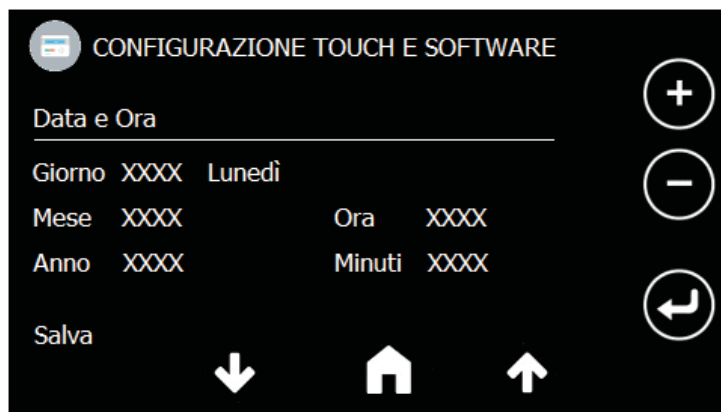 CONFIGURAZIONE TOUCH E SOFTWARE
Data e Ora
Giorno XXXX Lunedì
Mese XXXX Ora XXXX
Anno XXXX Minuti XXXX
Salva